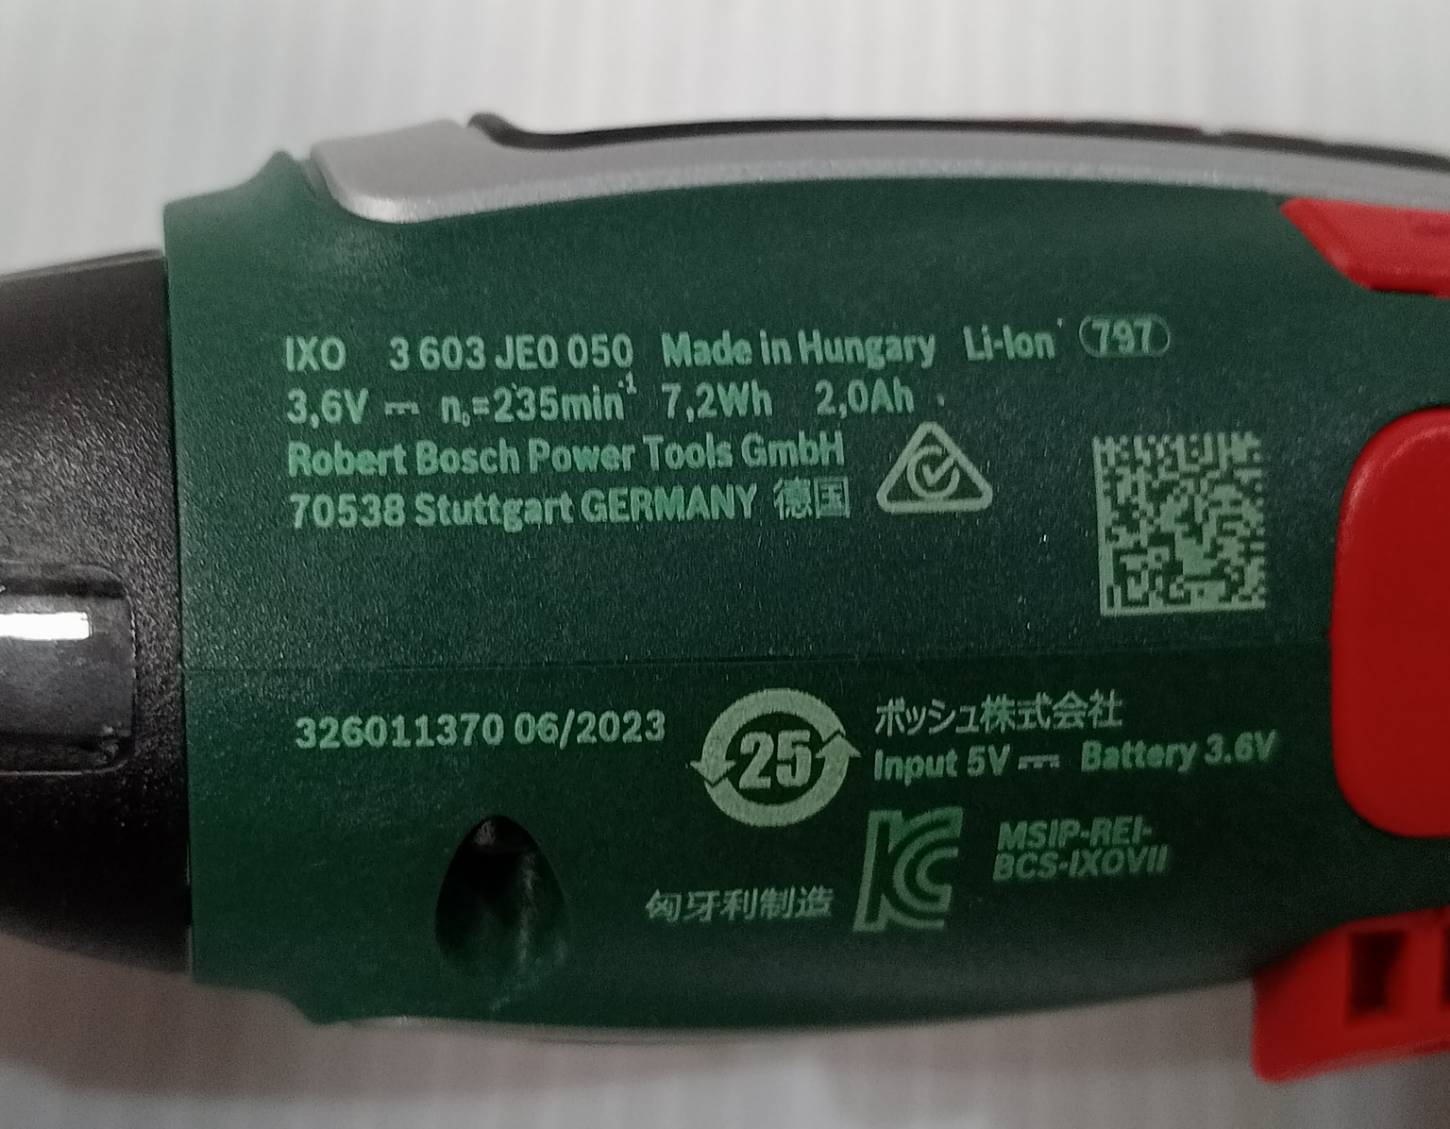 IXO 3 603 JE0 050 Made in Hungary Li-Ion 797
3,6V n₀=235min⁻¹ 7,2Wh 2,0Ah
Robert Bosch Power Tools GmbH
70538 Stuttgart GERMANY 德国
326011370 06/2023
25
ボッシュ株式会社
Input 5V Battery 3.6V
KC
MSIP-REI-
BCS-IXOVII
匈牙利制造